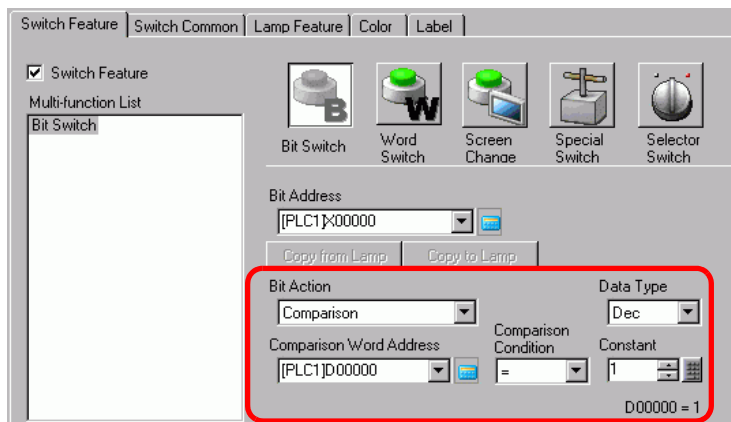 Switch Feature Switch Common Lamp Feature Color Label
Switch Feature
Multi-function List
Bit Switch
B
W
Bit Switch
Word Switch
Screen Change
Special Switch
Selector Switch
Bit Address
[PLC1]X00000
Copy from Lamp Copy to Lamp
Bit Action
Data Type
Comparison
Dec
Comparison Word Address
Comparison Condition
Constant
[PLC1]D00000
=
1
D00000 = 1